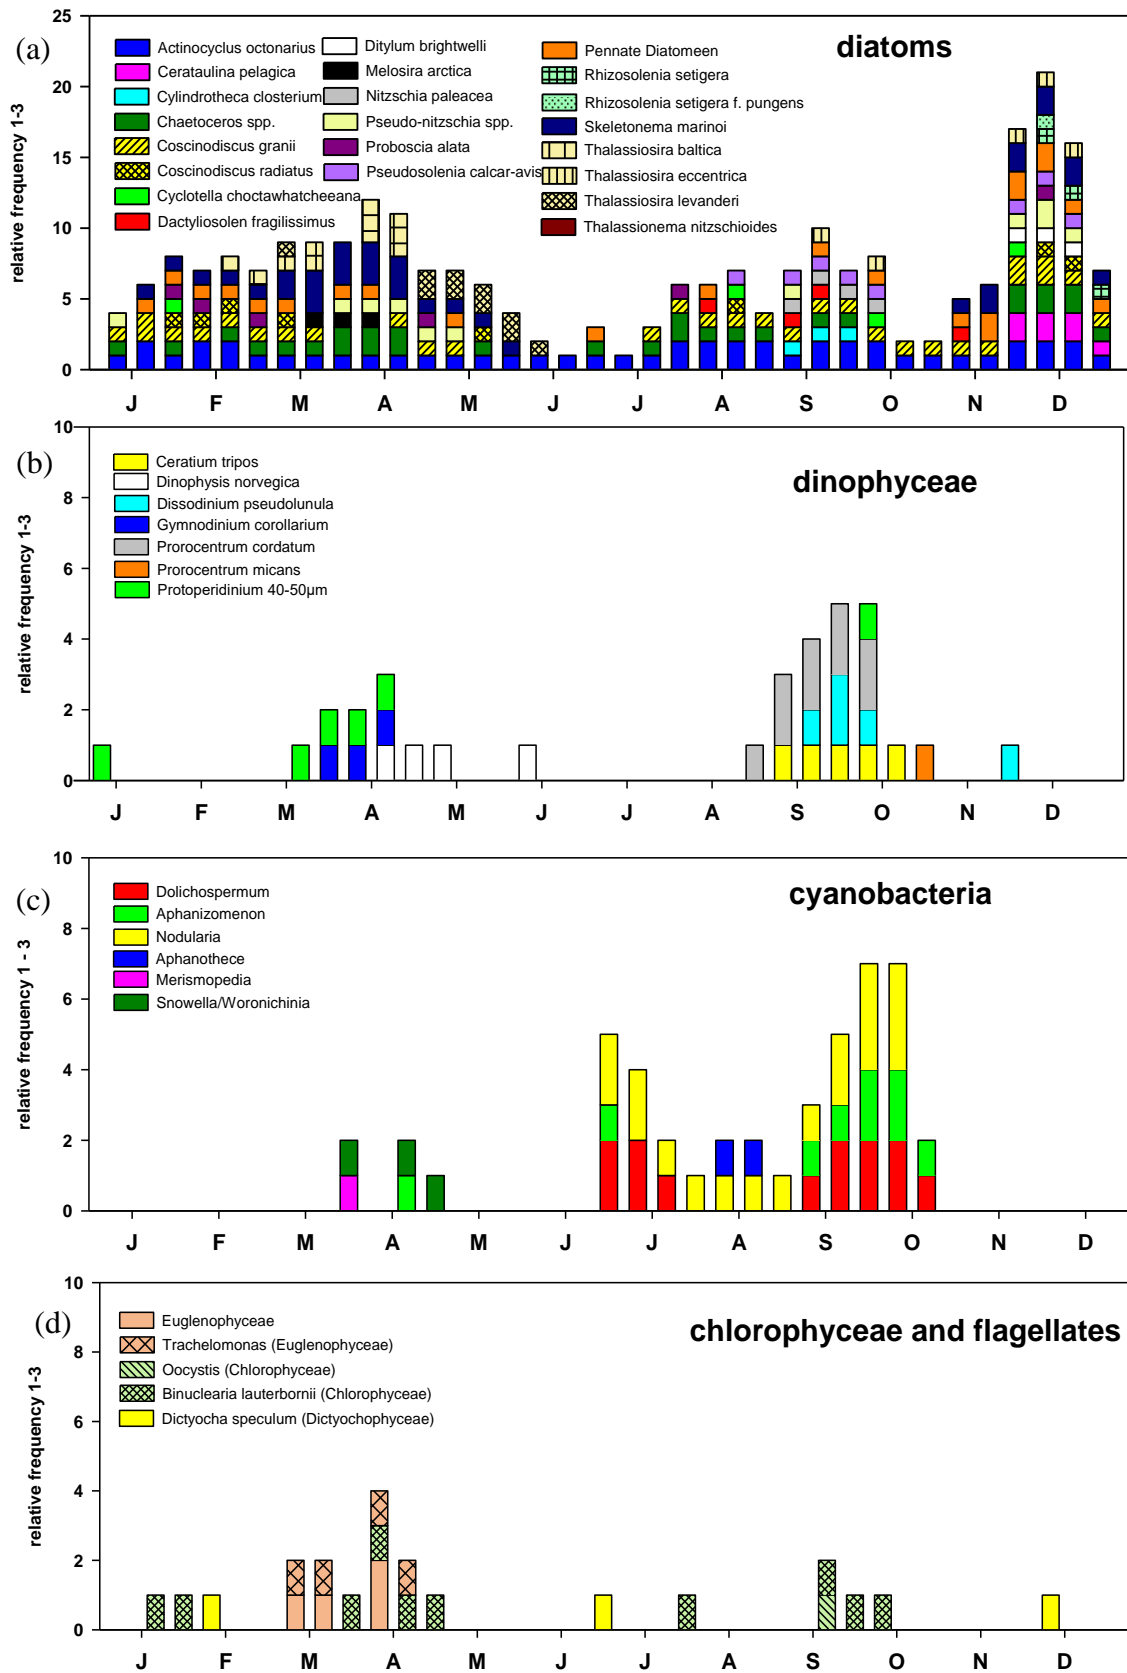 (a)
diatoms
relative frequency 1-3
25
20
15
10
5
0
Actinocyclus octonarius
Cerataulina pelagica
Cylindrotheca closterium
Chaetoceros spp.
Coscinodiscus granii
Coscinodiscus radiatus
Cyclotella choctawhatcheeana
Dactyliosolen fragilissimus
Ditylum brightwelli
Melosira arctica
Nitzschia paleacea
Pseudo-nitzschia spp.
Proboscia alata
Pseudosolenia calcar-avis
Pennate Diatomeen
Rhizosolenia setigera
Rhizosolenia setigera f. pungens
Skeletonema marinoi
Thalassiosira baltica
Thalassiosira eccentrica
Thalassiosira levanderi
Thalassionema nitzschioides
J F M A M J J A S O N D
(b)
dinophyceae
relative frequency 1-3
10
8
6
4
2
0
Ceratium tripos
Dinophysis norvegica
Dissodinium pseudolunula
Gymnodinium corollarium
Prorocentrum cordatum
Prorocentrum micans
Protoperidinium 40-50µm
J F M A M J J A S O N D
(c)
cyanobacteria
relative frequency 1 - 3
10
8
6
4
2
0
Dolichospermum
Aphanizomenon
Nodularia
Aphanothece
Merismopedia
Snowella/Woronichinia
J F M A M J J A S O N D
(d)
chlorophyceae and flagellates
relative frequency 1-3
10
8
6
4
2
0
Euglenophyceae
Trachelomonas (Euglenophyceae)
Oocystis (Chlorophyceae)
Binuclearia lauterbornii (Chlorophyceae)
Dictyocha speculum (Dictyochophyceae)
J F M A M J J A S O N D